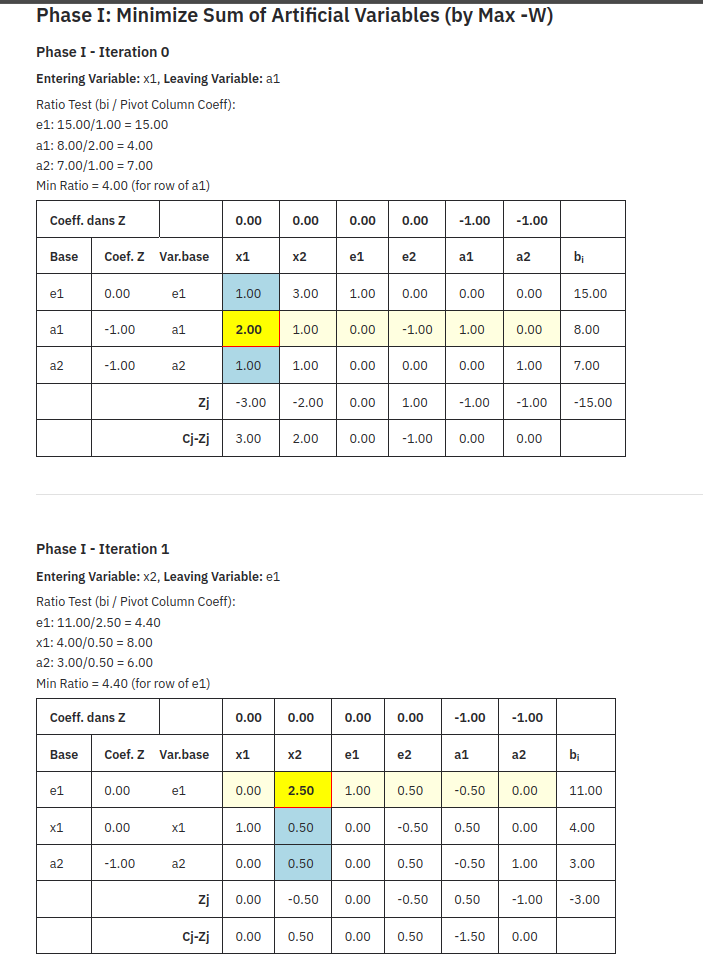 Phase I: Minimize Sum of Artificial Variables (by Max -W)
Phase I - Iteration 0
Entering Variable: x1, Leaving Variable: a1
Ratio Test (bi / Pivot Column Coeff):
e1: 15.00/1.00 = 15.00
a1: 8.00/2.00 = 4.00
a2: 7.00/1.00 = 7.00
Min Ratio = 4.00 (for row of a1)
Coeff. dans Z 0.00 0.00 0.00 0.00 -1.00 -1.00
Base Coef. Z Var.base x1 x2 e1 e2 a1 a2 bᵢ
e1 0.00 e1 1.00 3.00 1.00 0.00 0.00 0.00 15.00
a1 -1.00 a1 2.00 1.00 0.00 -1.00 1.00 0.00 8.00
a2 -1.00 a2 1.00 1.00 0.00 0.00 0.00 1.00 7.00
Zj -3.00 -2.00 0.00 1.00 -1.00 -1.00 -15.00
Cj-Zj 3.00 2.00 0.00 -1.00 0.00 0.00
Phase I - Iteration 1
Entering Variable: x2, Leaving Variable: e1
Ratio Test (bi / Pivot Column Coeff):
e1: 11.00/2.50 = 4.40
x1: 4.00/0.50 = 8.00
a2: 3.00/0.50 = 6.00
Min Ratio = 4.40 (for row of e1)
Coeff. dans Z 0.00 0.00 0.00 0.00 -1.00 -1.00
Base Coef. Z Var.base x1 x2 e1 e2 a1 a2 bᵢ
e1 0.00 e1 0.00 2.50 1.00 0.50 -0.50 0.00 11.00
x1 0.00 x1 1.00 0.50 0.00 -0.50 0.50 0.00 4.00
a2 -1.00 a2 0.00 0.50 0.00 0.50 -0.50 1.00 3.00
Zj 0.00 -0.50 0.00 -0.50 0.50 -1.00 -3.00
Cj-Zj 0.00 0.50 0.00 0.50 -1.50 0.00